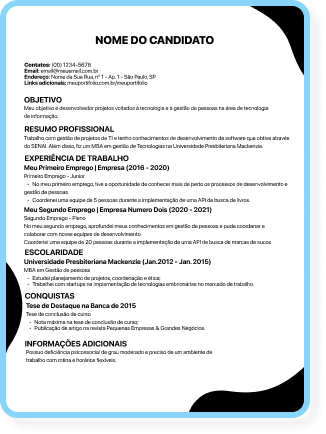 NOME DO CANDIDATO
Contatos: (00) 1234-5678
Email: email@meuemail.com.br
Endereço: Nome da Sua Rua, nº 1 - Ap. 1 - São Paulo, SP
Links adicionais: meuportifolio.com.br/meuportifolio
OBJETIVO
Meu objetivo é desenvolver projetos voltados à tecnologia e à gestão de pessoas na área de tecnologia
de informação.
RESUMO PROFISSIONAL
Trabalho com gestão de projetos de TI e tenho conhecimentos de desenvolvimento de software que obtive através
do SENAI. Além disso, fiz um MBA em gestão de Tecnologias na Universidade Presbiteriana Mackenzie.
EXPERIÊNCIA DE TRABALHO
Meu Primeiro Emprego | Empresa (2016 - 2020)
Primeiro Emprego - Junior
• No meu primeiro emprego, tive a oportunidade de conhecer mais de perto os processos de desenvolvimento e
gestão de pessoas.
• Coordenei uma equipe de 5 pessoas durante a implementação de uma API de busca de livros.
Meu Segundo Emprego | Empresa Numero Dois (2020 - 2021)
Segundo Emprego - Pleno
No meu segundo emprego, aprofundei meus conhecimentos em gestão de pessoas e pude coordenar e
colaborar com novas equipes de desenvolvimento
Coordenei uma equipe de 20 pessoas durante a implementação de uma API de busca de marcas de sucos
ESCOLARIDADE
Universidade Presbiteriana Mackenzie (Jan.2012 - Jan. 2015)
MBA em Gestão de pessoas
• Estudei planejamento de projetos, coordenação e ética;
• Trabalhei com startups na implementação de tecnologias embrionárias no mercado de trabalho.
CONQUISTAS
Tese de Destaque na Banca de 2015
Tese de conclusão de curso
• Nota máxima na tese de conclusão de curso;
• Publicação de artigo na revista Pequenas Empresas & Grandes Negócios.
INFORMAÇÕES ADICIONAIS
Possuo deficiência psicossocial de grau moderado e preciso de um ambiente de
trabalho com rotina e horários flexíveis.